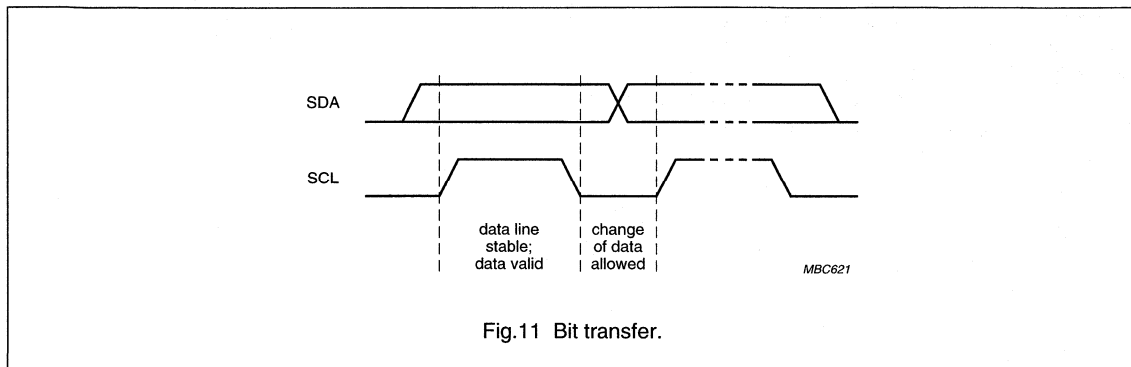 SDA
SCL
data line
stable;
data valid
change
of data
allowed
MBC621
Fig.11 Bit transfer.